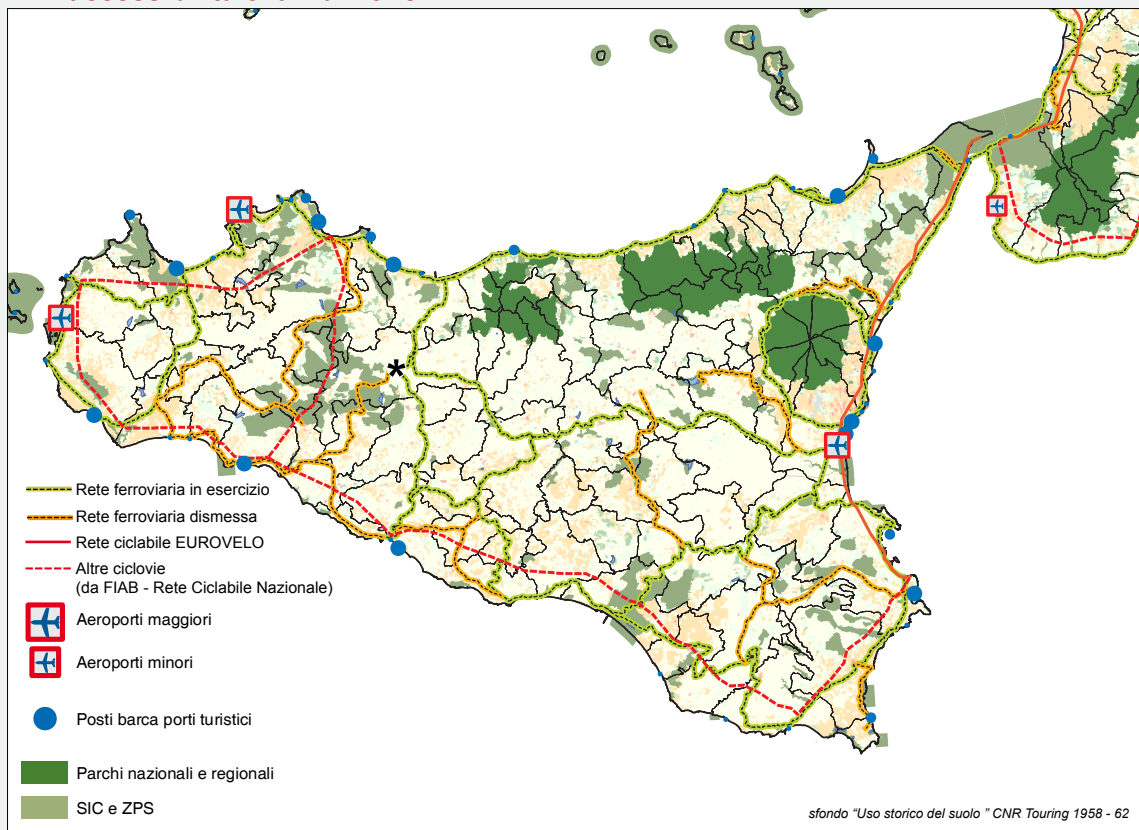 Rete ferroviaria in esercizio
Rete ferroviaria dismessa
Rete ciclabile EUROVELO
Altre ciclovie
(da FIAB - Rete Ciclabile Nazionale)
Aeroporti maggiori
Aeroporti minori
Posti barca porti turistici
Parchi nazionali e regionali
SIC e ZPS
*
sfondo “Uso storico del suolo ” CNR Touring 1958 - 62